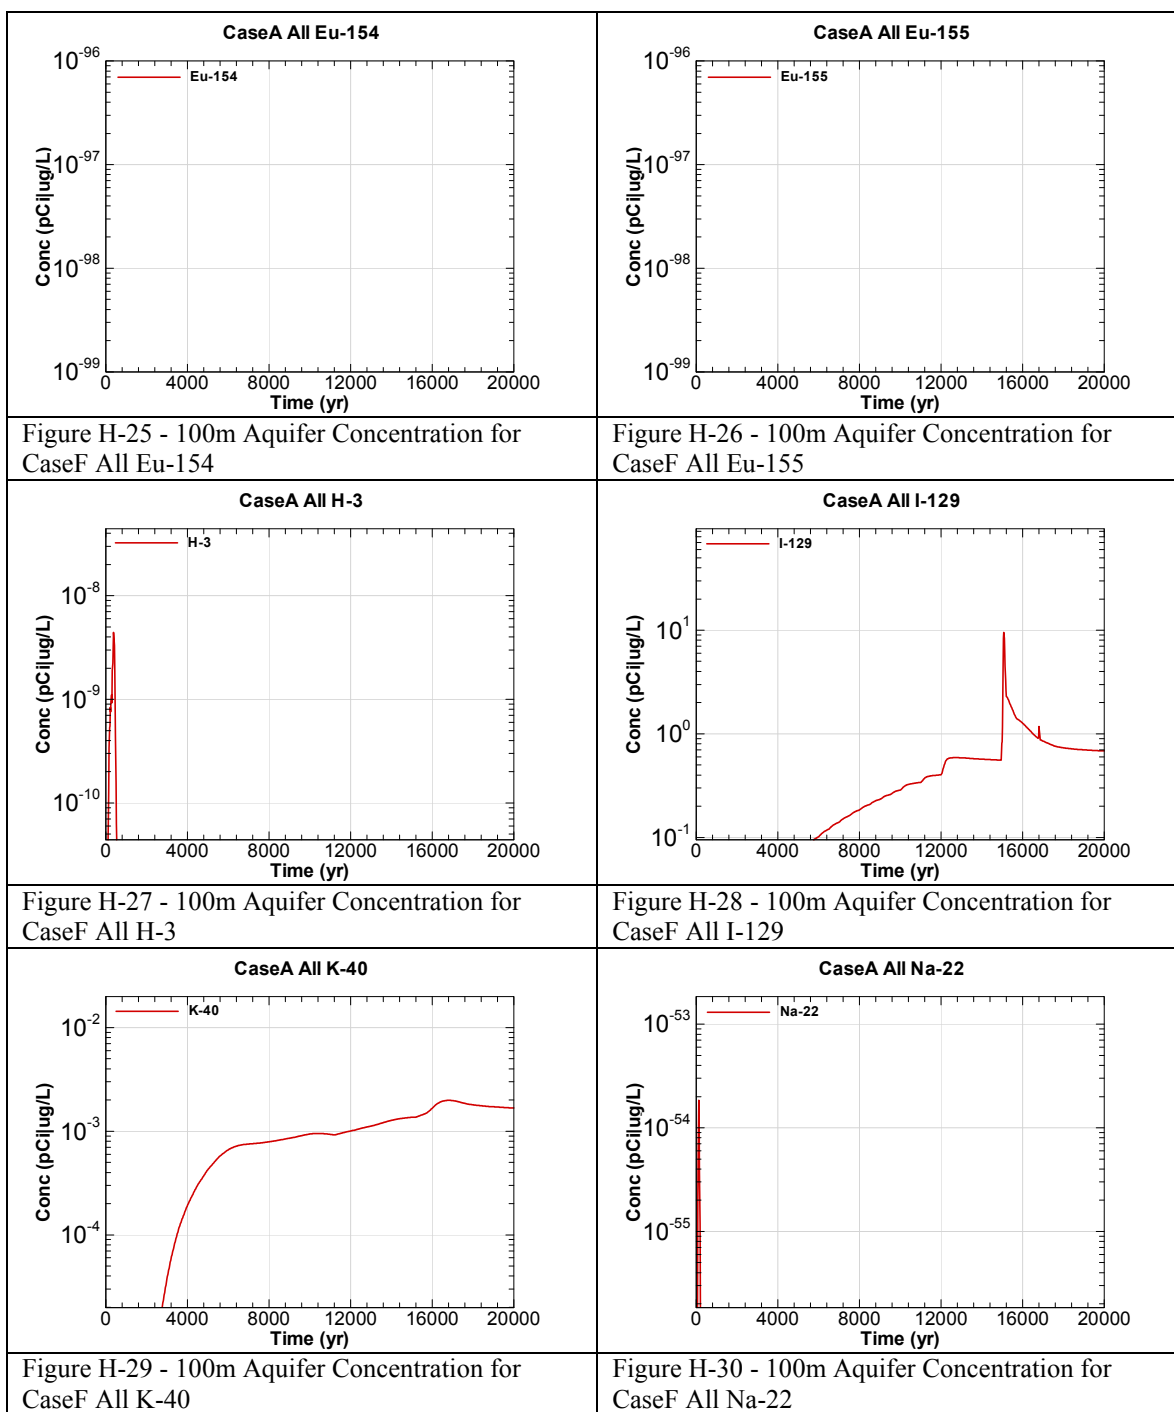 CaseA All Eu-154
Eu-154
10-96
10-97
10-98
10-99
Conc (pCi|ug/L)
0 4000 8000 12000 16000 20000
Time (yr)
Figure H-25 - 100m Aquifer Concentration for
CaseF All Eu-154
CaseA All Eu-155
Eu-155
10-96
10-97
10-98
10-99
Conc (pCi|ug/L)
0 4000 8000 12000 16000 20000
Time (yr)
Figure H-26 - 100m Aquifer Concentration for
CaseF All Eu-155
CaseA All H-3
H-3
10-8
10-9
10-10
Conc (pCi|ug/L)
0 4000 8000 12000 16000 20000
Time (yr)
Figure H-27 - 100m Aquifer Concentration for
CaseF All H-3
CaseA All I-129
I-129
101
100
10-1
Conc (pCi|ug/L)
0 4000 8000 12000 16000 20000
Time (yr)
Figure H-28 - 100m Aquifer Concentration for
CaseF All I-129
CaseA All K-40
K-40
10-2
10-3
10-4
Conc (pCi|ug/L)
0 4000 8000 12000 16000 20000
Time (yr)
Figure H-29 - 100m Aquifer Concentration for
CaseF All K-40
CaseA All Na-22
Na-22
10-53
10-54
10-55
Conc (pCi|ug/L)
0 4000 8000 12000 16000 20000
Time (yr)
Figure H-30 - 100m Aquifer Concentration for
CaseF All Na-22